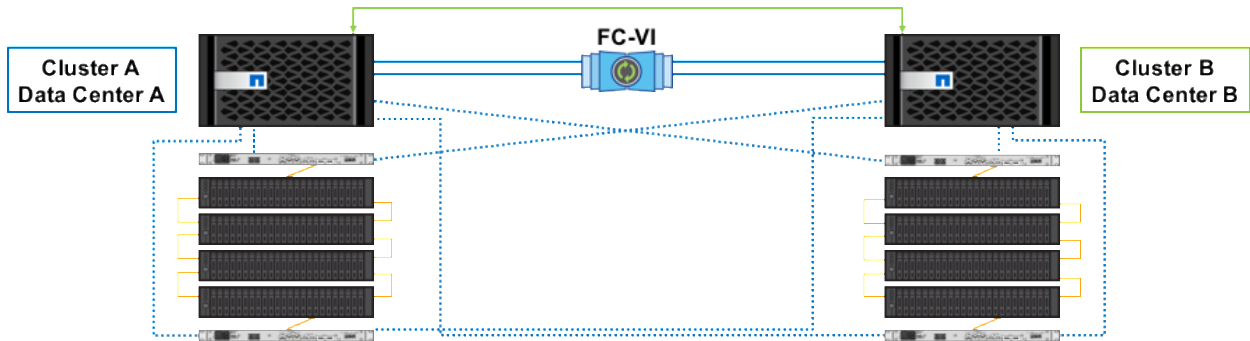 FC-VI
Cluster A
Data Center A
Cluster B
Data Center B